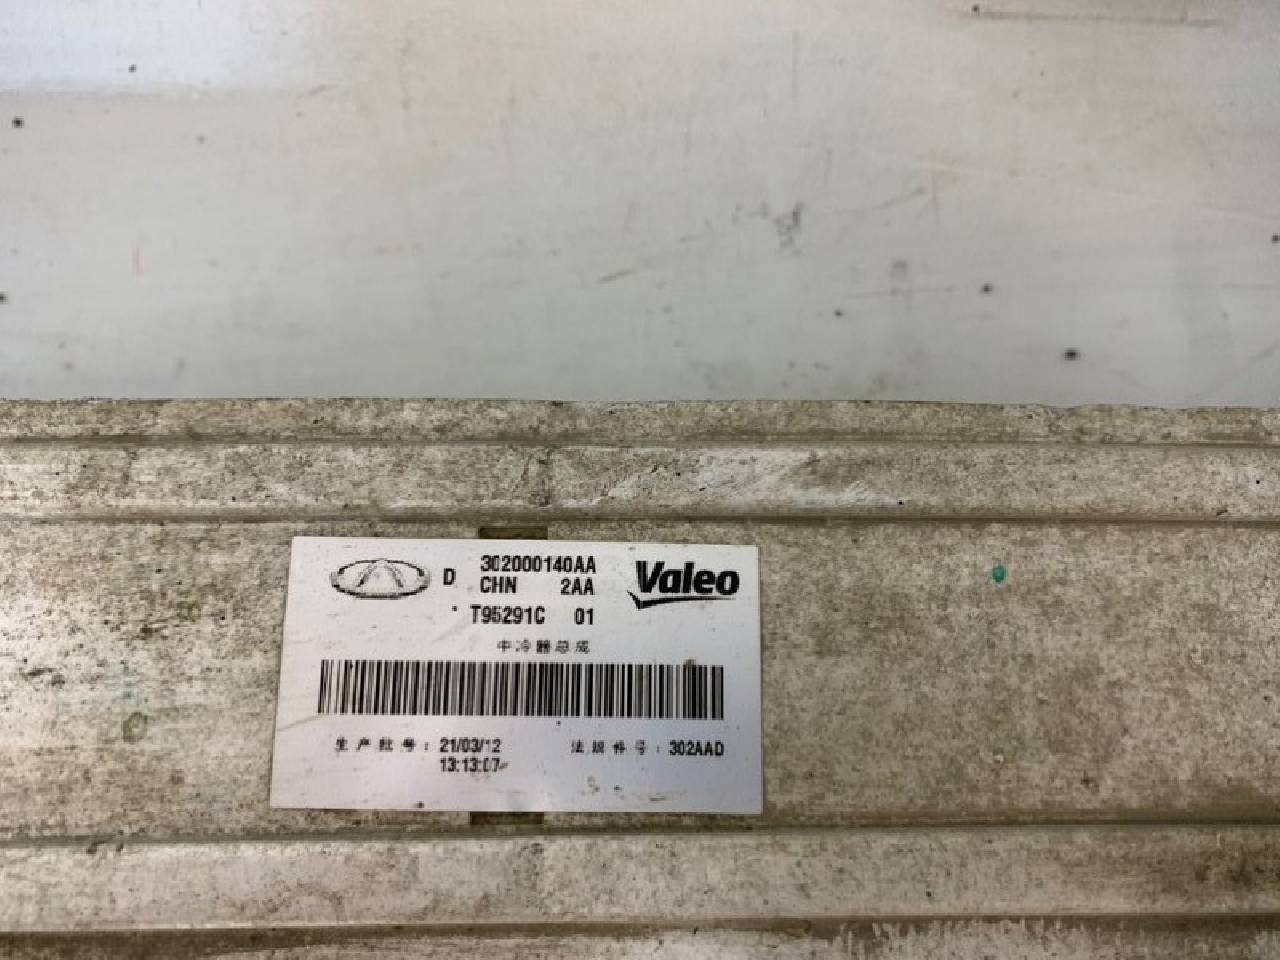 D 302000140AA
CHN 2AA
Valeo
T95291C 01
中冷器总成
生产批号: 21/03/12
13:13:07
法规件号: 302AAD